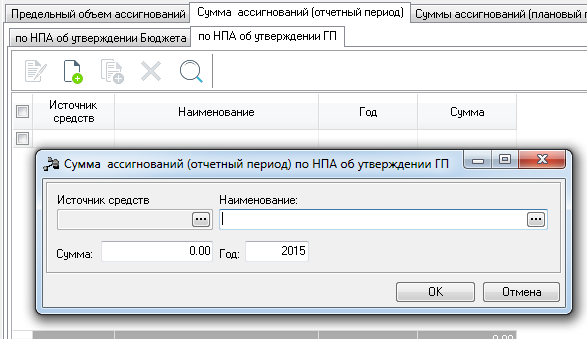 Предельный объем ассигнований Сумма ассигнований (отчетный период) Суммы ассигнований (плановый
по НПА об утверждении Бюджета по НПА об утверждении ГП
Источник средств Наименование Год Сумма
Сумма ассигнований (отчетный период) по НПА об утверждении ГП
Источник средств Наименование:
Сумма: 0.00 Год: 2015
OK Отмена
0.00